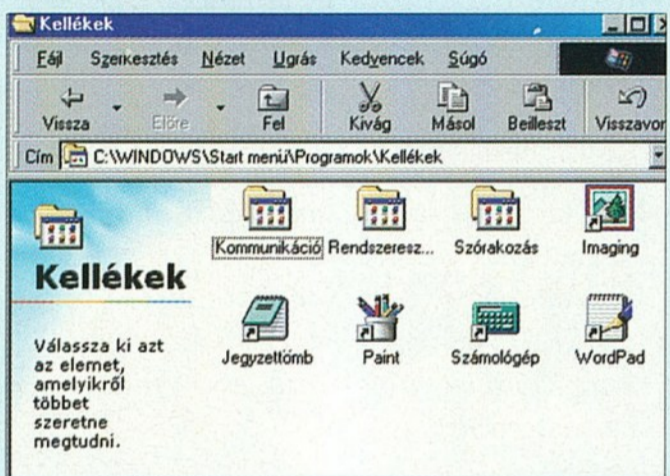 Kellékek
Fájl Szerkesztés Nézet Ugrás Kedvencek Súgó
Vissza Előre Fel Kivág Másol Beilleszt Visszavon
Cím C:\WINDOWS\Start menü\Programok\Kellékek
Kommunikáció Rendszeresz... Szórakozás Imaging
Kellékek
Jegyzettömb Paint Számológép WordPad
Válassza ki azt
az elemet,
amelyikről
többet
szeretne
megtudni.